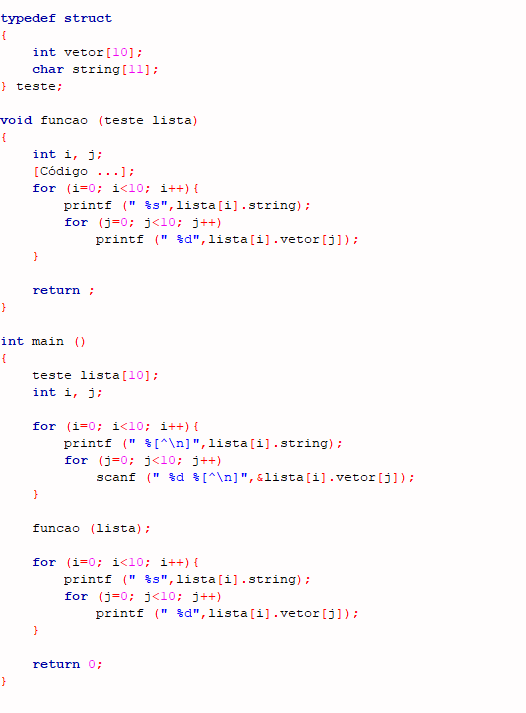 typedef struct
{
    int vetor[10];
    char string[11];
} teste;

void funcao (teste lista)
{
    int i, j;
    [Código ...];
    for (i=0; i<10; i++){
        printf (" %s",lista[i].string);
        for (j=0; j<10; j++)
            printf (" %d",lista[i].vetor[j]);
    }

    return ;
}

int main ()
{
    teste lista[10];
    int i, j;

    for (i=0; i<10; i++){
        printf (" %[^\n]",lista[i].string);
        for (j=0; j<10; j++)
            scanf (" %d %[^\n]",&lista[i].vetor[j]);
    }

    funcao (lista);

    for (i=0; i<10; i++){
        printf (" %s",lista[i].string);
        for (j=0; j<10; j++)
            printf (" %d",lista[i].vetor[j]);
    }

    return 0;
}